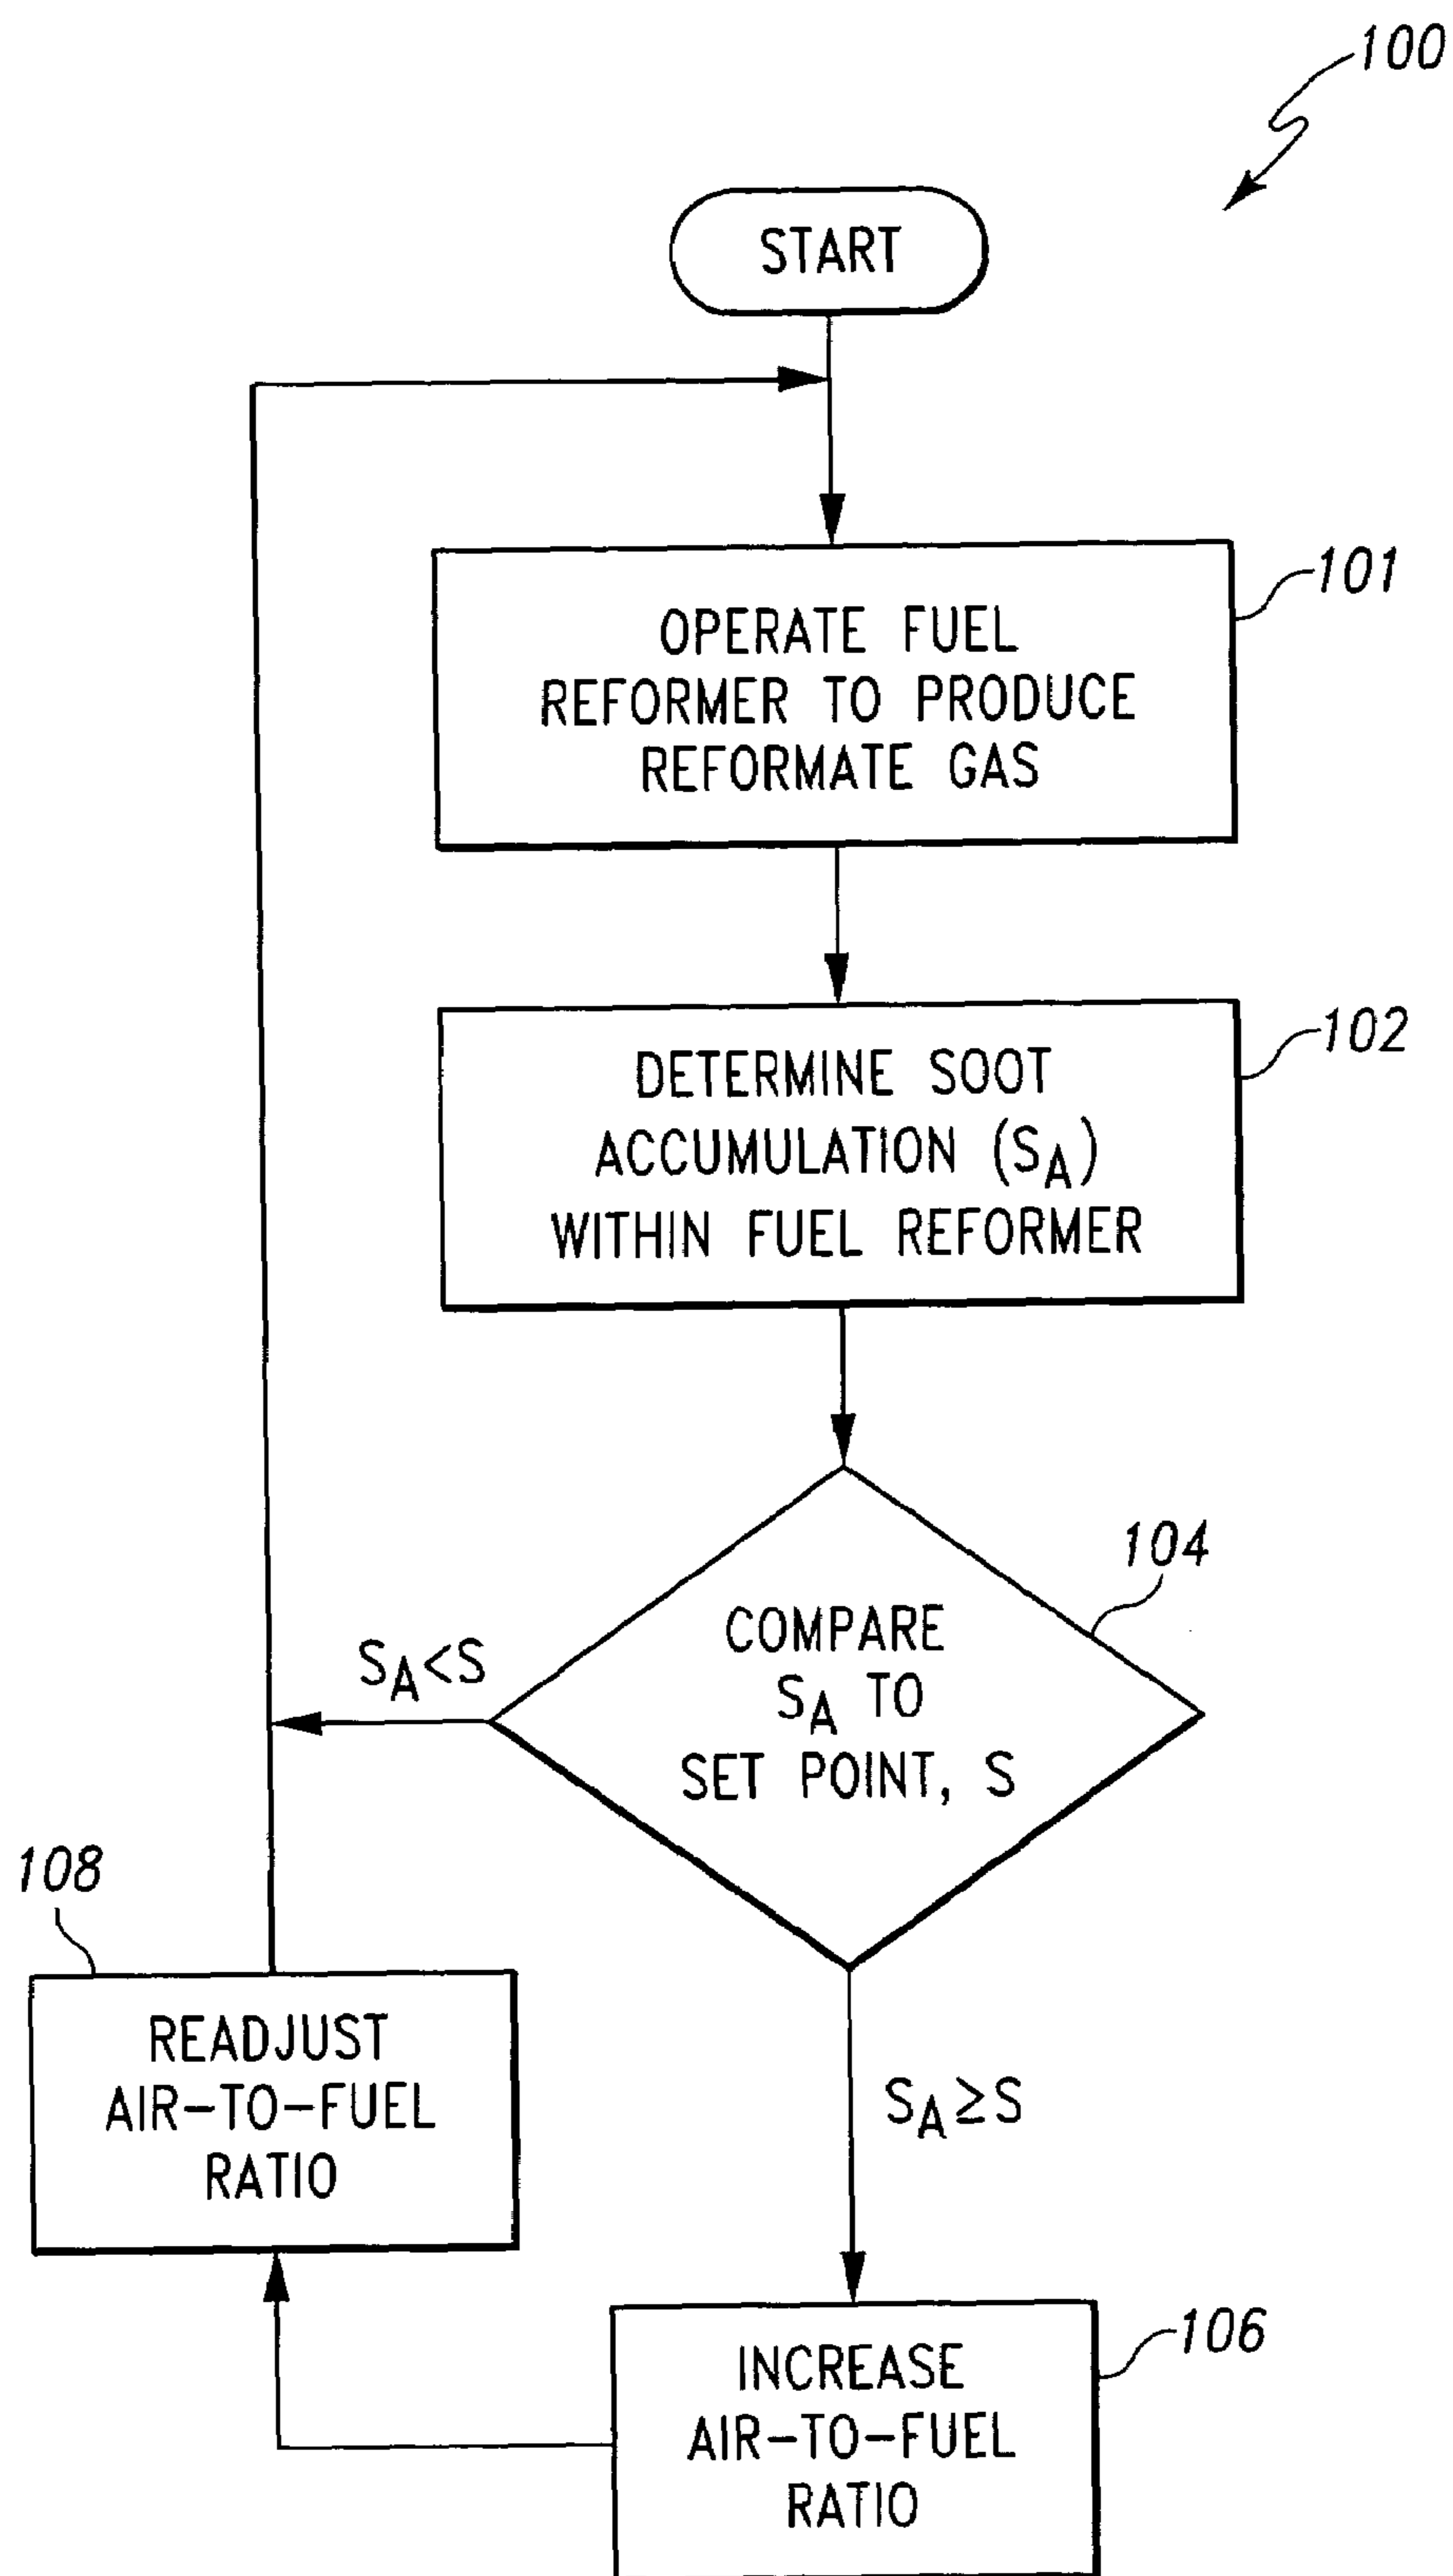 100
START
101
OPERATE FUEL
REFORMER TO PRODUCE
REFORMATE GAS
102
DETERMINE SOOT
ACCUMULATION (SA)
WITHIN FUEL REFORMER
104
COMPARE
SA TO
SET POINT, S
SA<S
108
READJUST
AIR-TO-FUEL
RATIO
SA≥S
106
INCREASE
AIR-TO-FUEL
RATIO